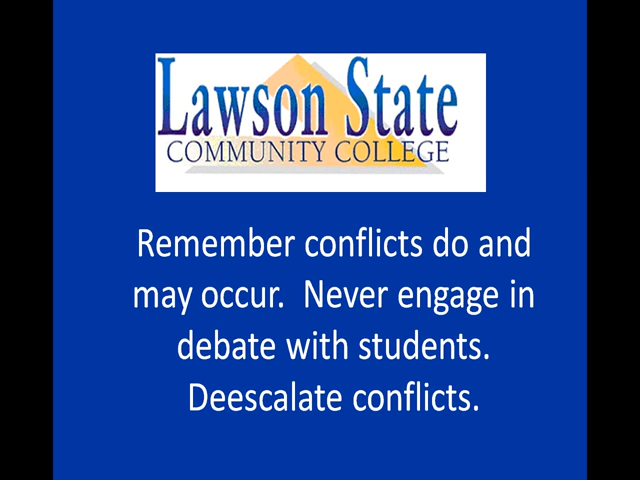 Lawson State
COMMUNITY COLLEGE
Remember conflicts do and
may occur.  Never engage in
debate with students.
Deescalate conflicts.